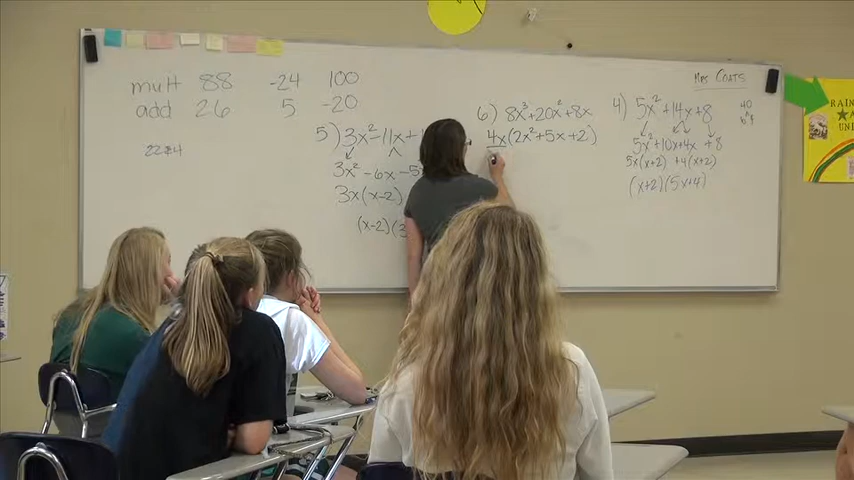 Mrs COATS
mult 88 -24 100
add 26 5 -20
22 4
5) 3x²-11x+1
3x²-6x-5
3x(x-2)
(x-2)(3
6) 8x³+20x²+8x
4x(2x²+5x+2)
4) 5x²+14x+8
5x²+10x+4x+8
5x(x+2)+4(x+2)
(x+2)(5x+4)
40
RAIN